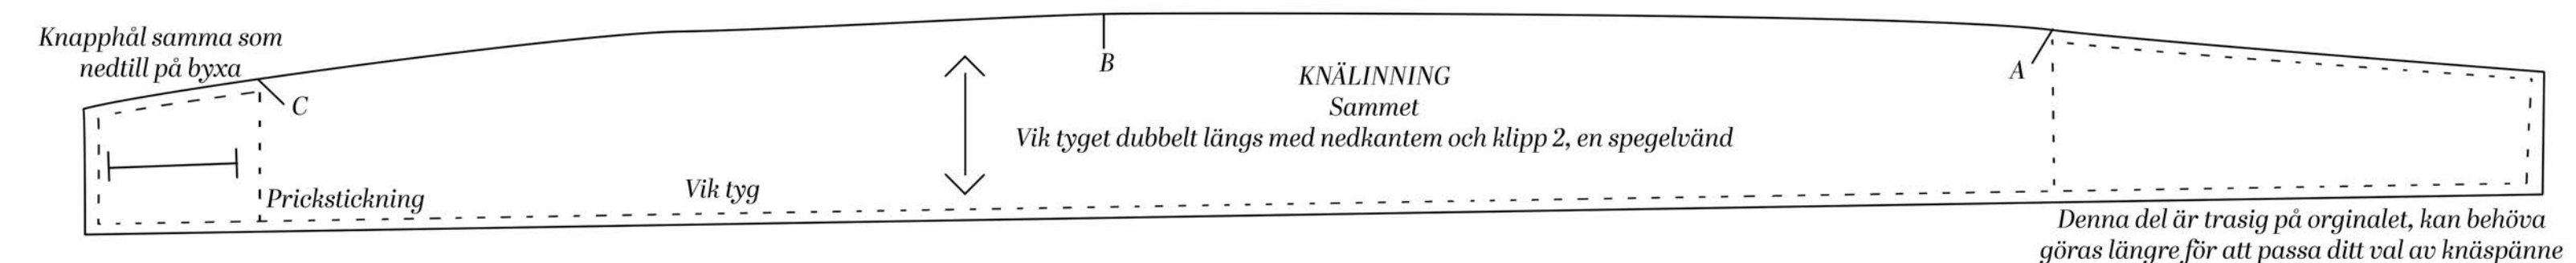 Knapphål samma som
nedtill på byxa
C
B
A
KNÄLINNING
Sammet
Vik tyget dubbelt längs med nedkantem och klipp 2, en spegelvänd
Prickstickning
Vik tyg
Denna del är trasig på orginalet, kan behöva
göras längre för att passa ditt val av knäspänne